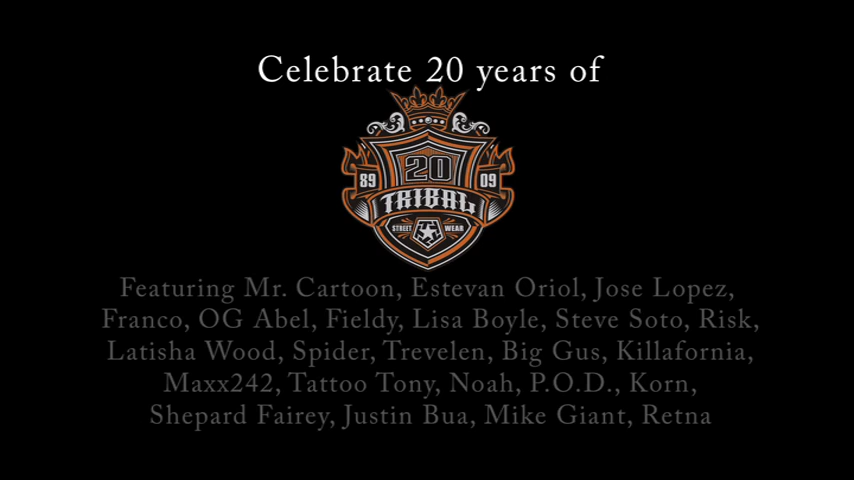 Celebrate 20 years of
20
89 09
TRIBAL
STREET WEAR
Featuring Mr. Cartoon, Estevan Oriol, Jose Lopez,
Franco, OG Abel, Fieldy, Lisa Boyle, Steve Soto, Risk,
Latisha Wood, Spider, Trevelen, Big Gus, Killafornia,
Maxx242, Tattoo Tony, Noah, P.O.D., Korn,
Shepard Fairey, Justin Bua, Mike Giant, Retna